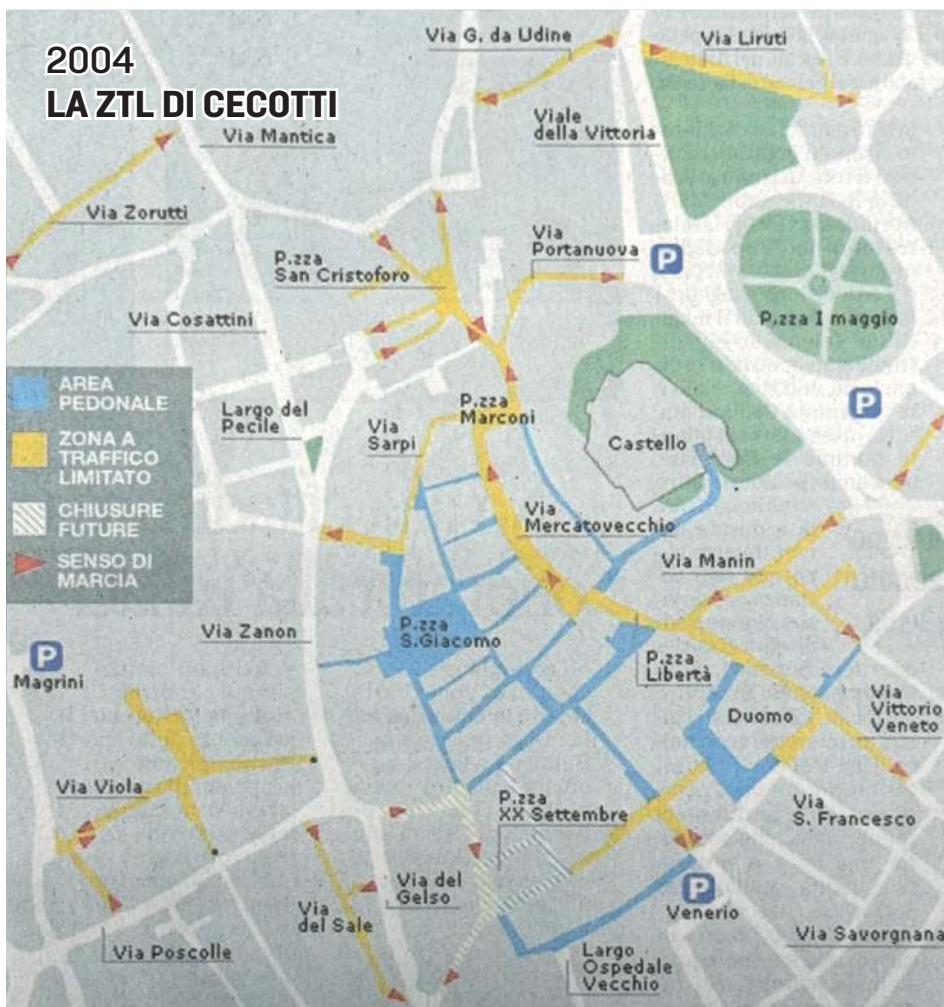 2004
LA ZTL DI CECOTTI
Via G. da Udine
Via Liruti
Viale
della Vittoria
Via Mantica
Via Zorutti
P.zza
San Cristoforo
Via
Portanuova
P
P.zza I maggio
Via Cosattini
AREA
PEDONALE
ZONA A
TRAFFICO
LIMITATO
CHIUSURE
FUTURE
SENSO DI
MARCIA
Largo del
Pecile
Via
Sarpi
P.zza
Marconi
Castello
P
Via
Mercatovecchio
Via Manin
Via Zanon
P.zza
S.Giacomo
P.zza
Libertà
Duomo
Via
Vittorio
Veneto
P
Magrini
Via Viola
P.zza
XX Settembre
Via
S. Francesco
Via del
Gelso
Via
del Sale
P
Venerio
Via Poscolle
Largo
Ospedale
Vecchio
Via Savorgnana